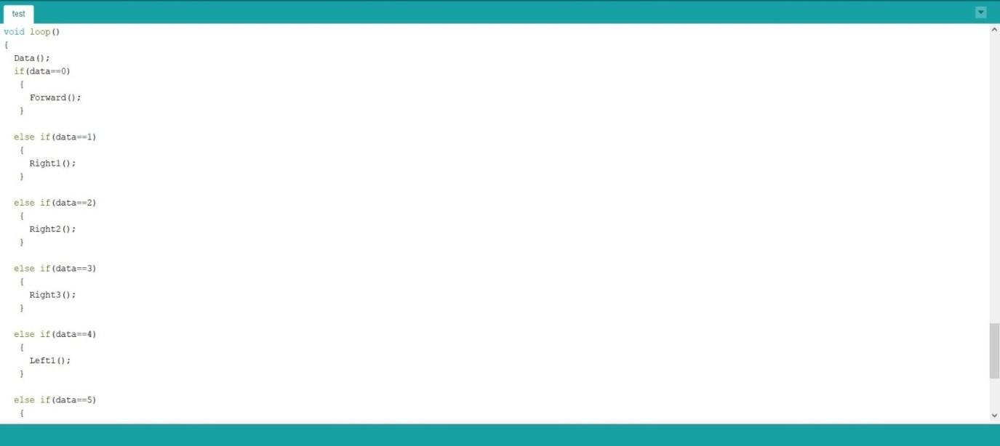 test
void loop()
{
  Data();
  if(data==0)
   {
     Forward();
   }

  else if(data==1)
   {
     Right1();
   }

  else if(data==2)
   {
     Right2();
   }

  else if(data==3)
   {
     Right3();
   }

  else if(data==4)
   {
     Left1();
   }

  else if(data==5)
   {